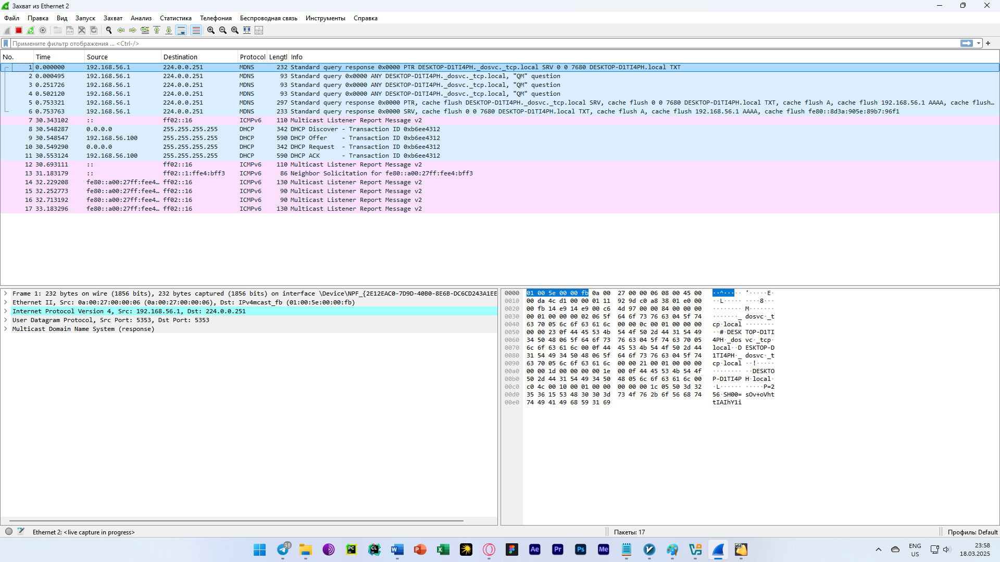 Захват из Ethernet 2
Файл Правка Вид Запуск Захват Анализ Статистика Телефония Беспроводная связь Инструменты Справка
Примените фильтр отображения ... <Ctrl-/>
No. Time Source Destination Protocol Lengtl Info
1 0.000000 192.168.56.1 224.0.0.251 MDNS 232 Standard query response 0x0000 PTR DESKTOP-D1TI4PH._dosvc._tcp.local SRV 0 0 7680 DESKTOP-D1TI4PH.local TXT
2 0.000495 192.168.56.1 224.0.0.251 MDNS 93 Standard query 0x0000 ANY DESKTOP-D1TI4PH._dosvc._tcp.local, "QM" question
3 0.251726 192.168.56.1 224.0.0.251 MDNS 93 Standard query 0x0000 ANY DESKTOP-D1TI4PH._dosvc._tcp.local, "QM" question
4 0.502120 192.168.56.1 224.0.0.251 MDNS 93 Standard query 0x0000 ANY DESKTOP-D1TI4PH._dosvc._tcp.local, "QM" question
5 0.753321 192.168.56.1 224.0.0.251 MDNS 297 Standard query response 0x0000 PTR, cache flush DESKTOP-D1TI4PH._dosvc._tcp.local SRV, cache flush 0 0 7680 DESKTOP-D1TI4PH.local TXT, cache flush A, cache flush 192.168.56.1 AAAA, cache flush…
6 0.753763 192.168.56.1 224.0.0.251 MDNS 233 Standard query response 0x0000 SRV, cache flush 0 0 7680 DESKTOP-D1TI4PH.local TXT, cache flush A, cache flush 192.168.56.1 AAAA, cache flush fe80::8d3a:905e:89b7:96f1
7 30.343102 :: ff02::16 ICMPv6 110 Multicast Listener Report Message v2
8 30.548287 0.0.0.0 255.255.255.255 DHCP 342 DHCP Discover - Transaction ID 0xb6ee4312
9 30.548547 192.168.56.100 255.255.255.255 DHCP 590 DHCP Offer - Transaction ID 0xb6ee4312
10 30.549290 0.0.0.0 255.255.255.255 DHCP 342 DHCP Request - Transaction ID 0xb6ee4312
11 30.553124 192.168.56.100 255.255.255.255 DHCP 590 DHCP ACK - Transaction ID 0xb6ee4312
12 30.693111 :: ff02::16 ICMPv6 110 Multicast Listener Report Message v2
13 31.183179 :: ff02::1:ffe4:bff3 ICMPv6 86 Neighbor Solicitation for fe80::a00:27ff:fee4:bff3
14 32.229208 fe80::a00:27ff:fee4… ff02::16 ICMPv6 130 Multicast Listener Report Message v2
15 32.252773 fe80::a00:27ff:fee4… ff02::16 ICMPv6 90 Multicast Listener Report Message v2
16 32.713192 fe80::a00:27ff:fee4… ff02::16 ICMPv6 90 Multicast Listener Report Message v2
17 33.183296 fe80::a00:27ff:fee4… ff02::16 ICMPv6 130 Multicast Listener Report Message v2
Frame 1: 232 bytes on wire (1856 bits), 232 bytes captured (1856 bits) on interface \Device\NPF_{2E12EAC0-7D9D-40B0-8E6B-DC6CD243A1EE
Ethernet II, Src: 0a:00:27:00:00:06 (0a:00:27:00:00:06), Dst: IPv4mcast_fb (01:00:5e:00:00:fb)
Internet Protocol Version 4, Src: 192.168.56.1, Dst: 224.0.0.251
User Datagram Protocol, Src Port: 5353, Dst Port: 5353
Multicast Domain Name System (response)
0000 01 00 5e 00 00 fb 0a 00 27 00 00 06 08 00 45 00 ··^····· '·····E·
0010 00 da 4c d1 00 00 01 11 92 9d c0 a8 38 01 e0 00 ··L····· ····8···
0020 00 fb 14 e9 14 e9 00 c6 4d 97 00 00 84 00 00 00 ········ M·······
0030 00 01 00 00 00 02 06 5f 64 6f 73 76 63 04 5f 74 ·······_ dosvc·_t
0040 63 70 05 6c 6f 63 61 6c 00 00 0c 00 01 00 00 00 cp·local ········
0050 00 00 23 0f 44 45 53 4b 54 4f 50 2d 44 31 54 49 ··#·DESK TOP-D1TI
0060 34 50 48 06 5f 64 6f 73 76 63 04 5f 74 63 70 05 4PH·_dos vc·_tcp·
0070 6c 6f 63 61 6c 00 0f 44 45 53 4b 54 4f 50 2d 44 local··D ESKTOP-D
0080 31 54 49 34 50 48 06 5f 64 6f 73 76 63 04 5f 74 1TI4PH·_ dosvc·_t
0090 63 70 05 6c 6f 63 61 6c 00 00 21 00 01 00 00 00 cp·local ··!·····
00a0 00 00 1d 00 00 00 00 1e 00 0f 44 45 53 4b 54 4f ········ ··DESKTO
00b0 50 2d 44 31 54 49 34 50 48 05 6c 6f 63 61 6c 00 P-D1TI4P H·local·
00c0 c0 4c 00 10 00 01 00 00 00 00 00 1c 05 50 3d 32 ·L······ ·····P=2
00d0 35 36 15 53 48 30 30 3d 73 4f 76 2b 6f 56 68 74 56·SH00= sOv+oVht
00e0 74 49 41 49 68 59 31 69 tIAIhY1i
Ethernet 2: <live capture in progress> Пакеты: 17 Профиль: Default
98 PC CL W P X Ae Pr Ps Me x64 ENG US 23:58 18.03.2025